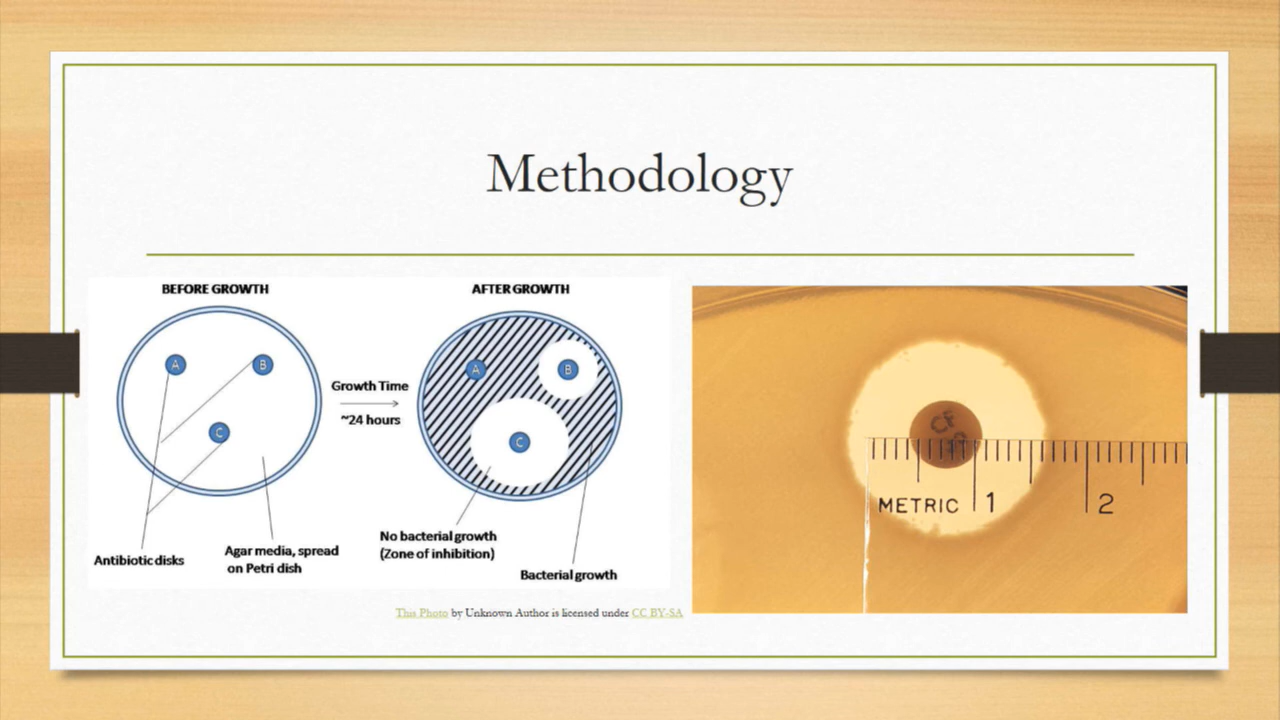 Methodology
BEFORE GROWTH
A
B
C
Antibiotic disks
Agar media, spread
on Petri dish
Growth Time
~24 hours
AFTER GROWTH
A
B
C
No bacterial growth
(Zone of inhibition)
Bacterial growth
This Photo by Unknown Author is licensed under CC BY-SA
CF
METRIC 1 2